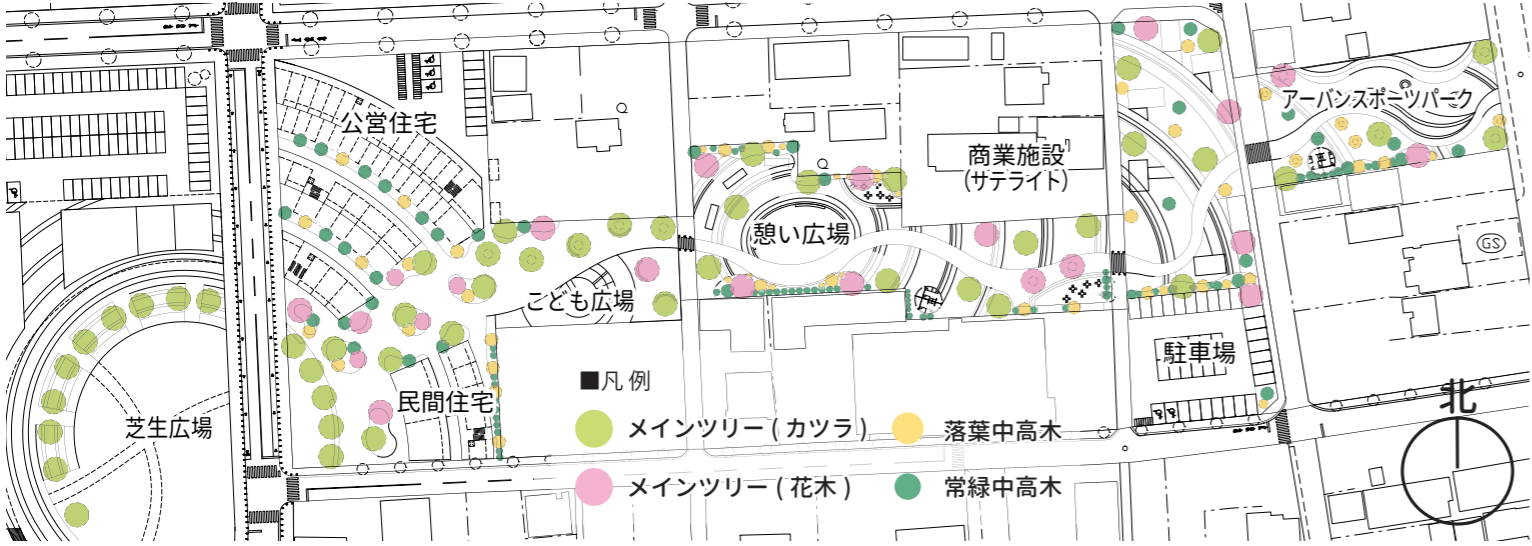 公営住宅
アーバンスポーツパーク
商業施設
(サテライト)
憩い広場
GS
こども広場
駐車場
民間住宅
芝生広場
■凡 例
メインツリー ( カツラ )
落葉中高木
メインツリー ( 花木 )
常緑中高木
北